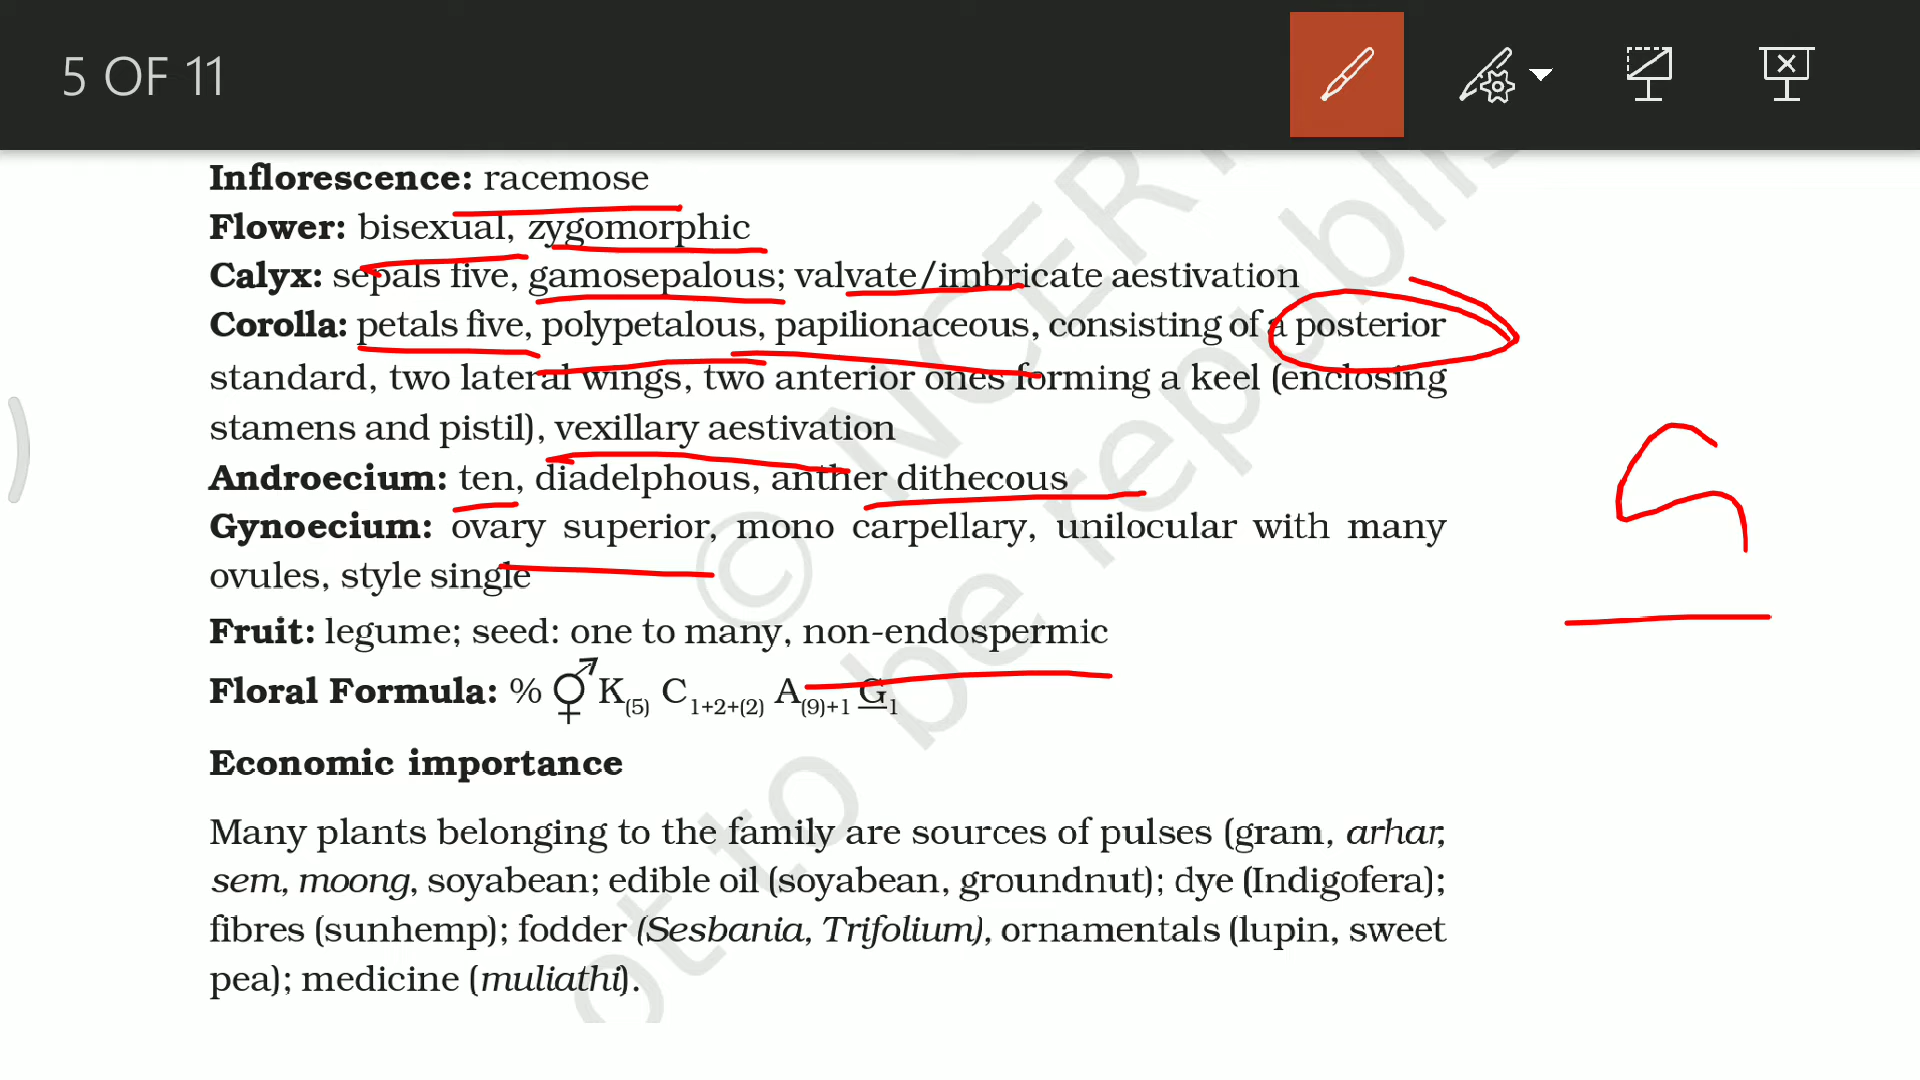 5 OF 11
Inflorescence: racemose
Flower: bisexual, zygomorphic
Calyx: sepals five, gamosepalous; valvate/imbricate aestivation
Corolla: petals five, polypetalous, papilionaceous, consisting of a posterior
standard, two lateral wings, two anterior ones forming a keel (enclosing
stamens and pistil), vexillary aestivation
Androecium: ten, diadelphous, anther dithecous
Gynoecium: ovary superior, mono carpellary, unilocular with many
ovules, style single
Fruit: legume; seed: one to many, non-endospermic
Floral Formula: % ⚥ K(5) C1+2+(2) A(9)+1 G1
Economic importance
Many plants belonging to the family are sources of pulses (gram, arhar,
sem, moong, soyabean; edible oil (soyabean, groundnut); dye (Indigofera);
fibres (sunhemp); fodder (Sesbania, Trifolium), ornamentals (lupin, sweet
pea); medicine (muliathi).
© NCERT
not to be republis